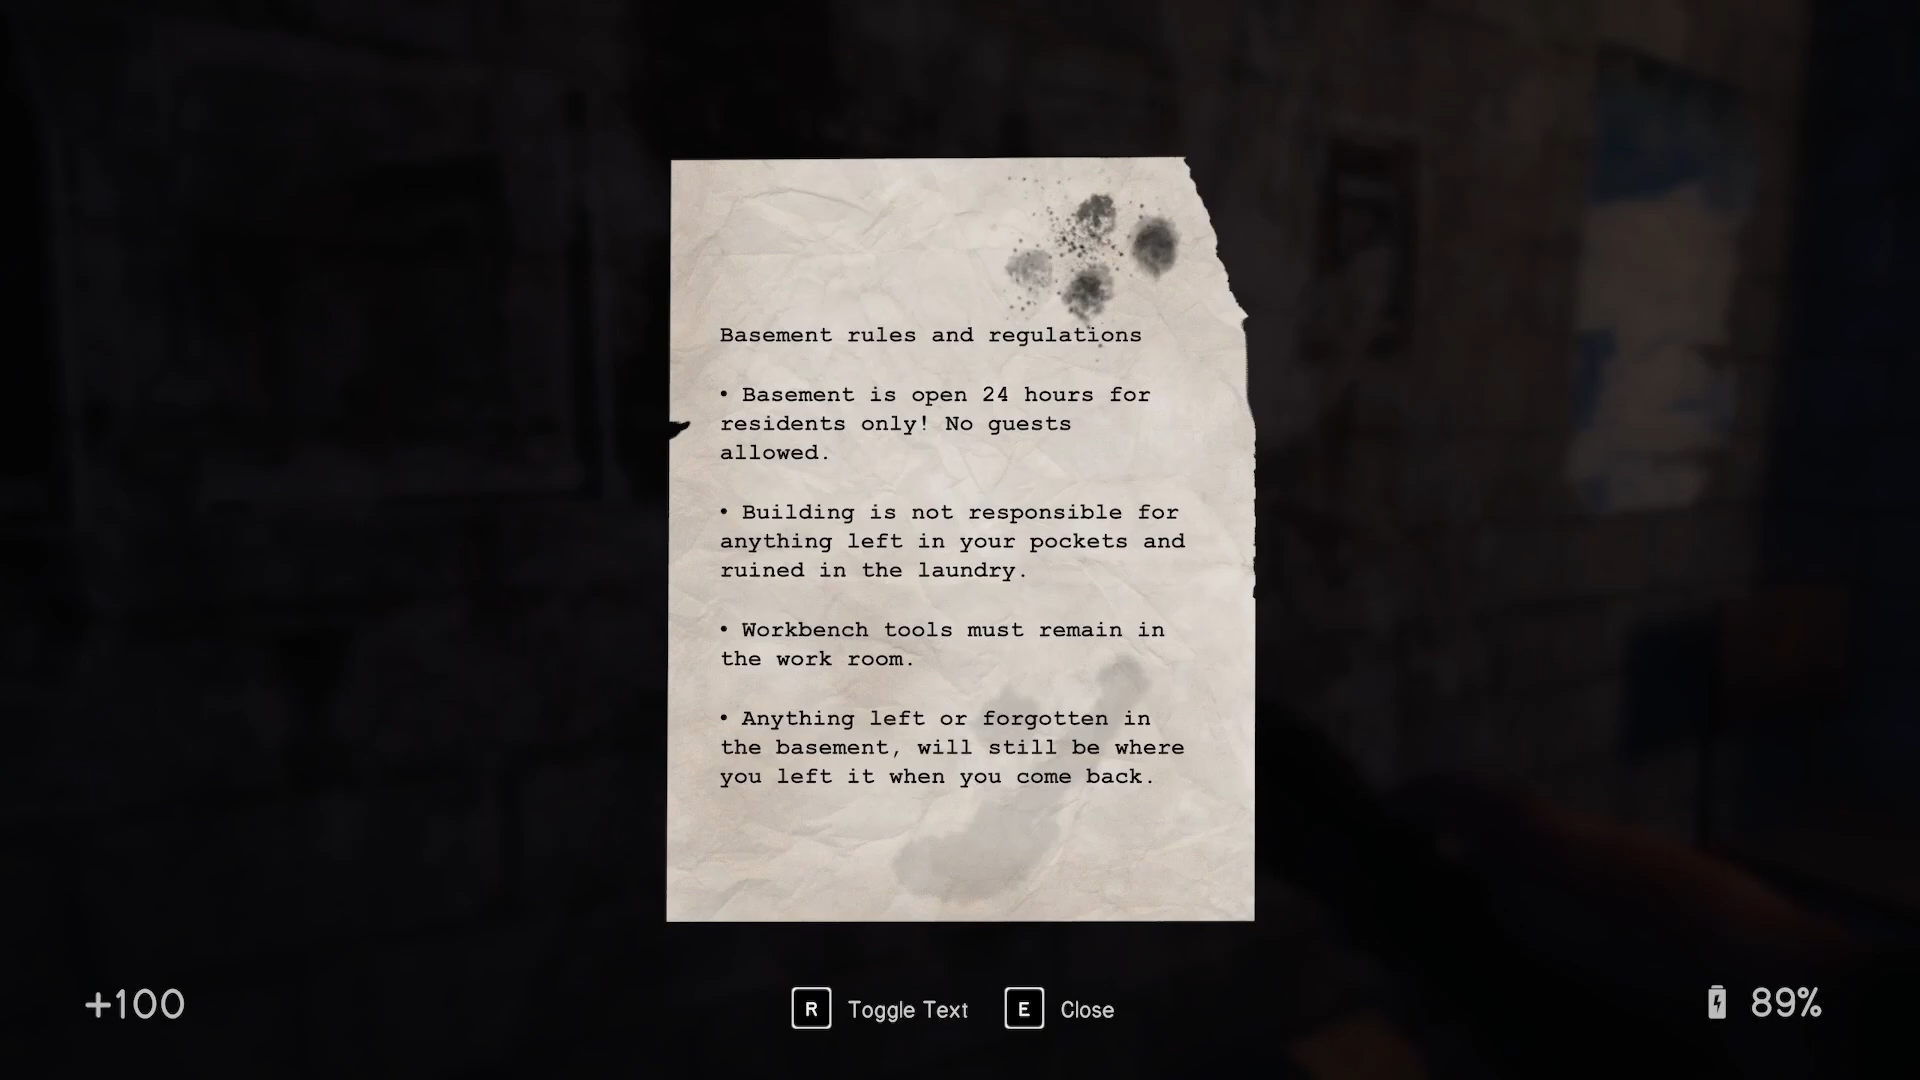 Basement rules and regulations
• Basement is open 24 hours for
residents only! No guests
allowed.
• Building is not responsible for
anything left in your pockets and
ruined in the laundry.
• Workbench tools must remain in
the work room.
• Anything left or forgotten in
the basement, will still be where
you left it when you come back.
+100
R Toggle Text E Close
89%